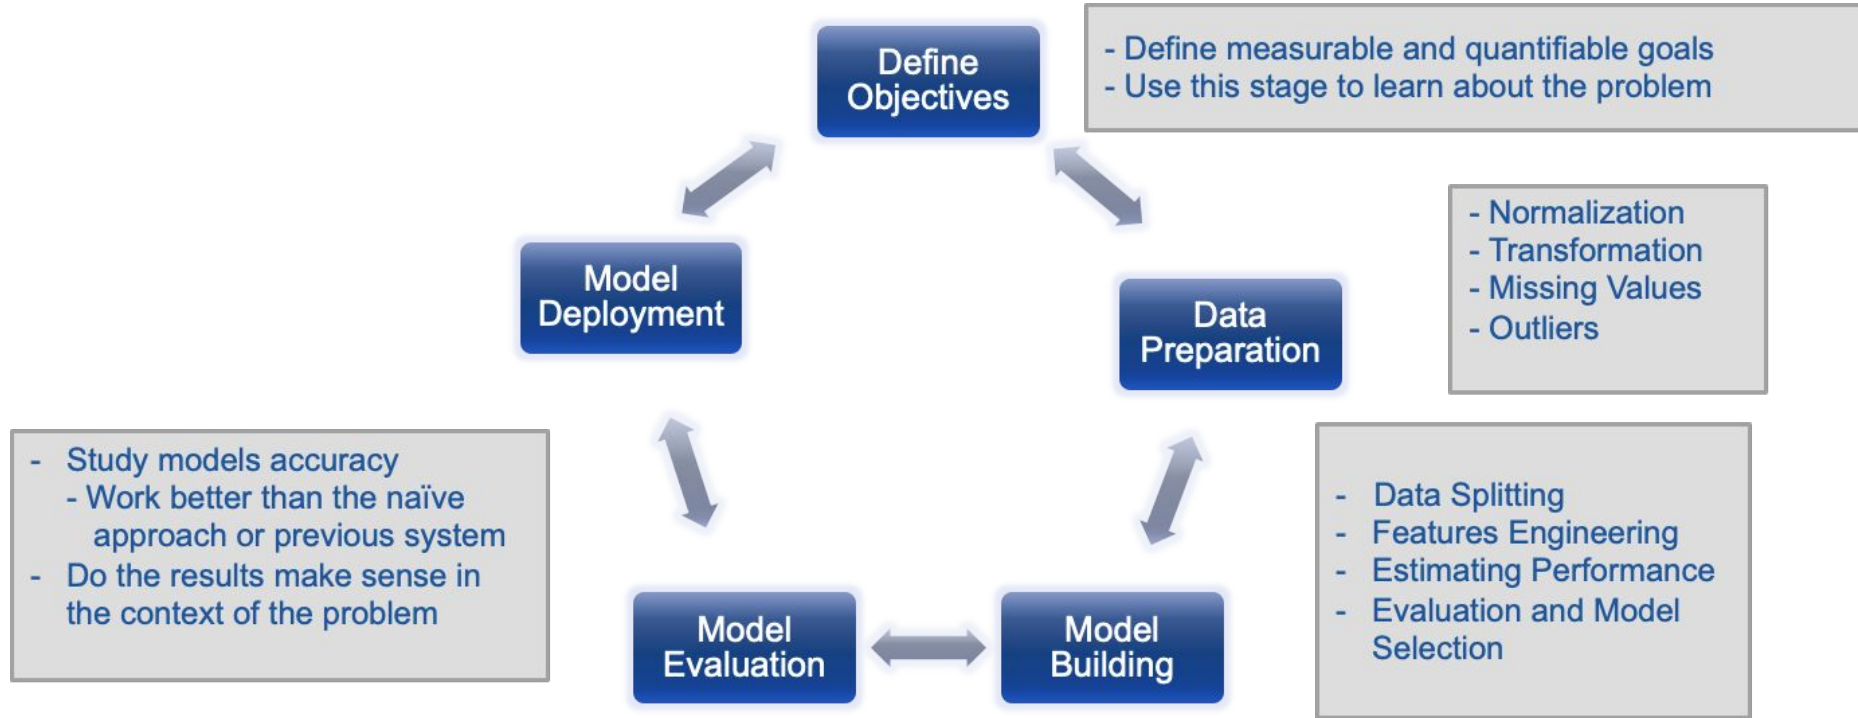 Define
Objectives
- Define measurable and quantifiable goals
- Use this stage to learn about the problem
Model
Deployment
Data
Preparation
- Normalization
- Transformation
- Missing Values
- Outliers
- Study models accuracy
- Work better than the naïve
approach or previous system
- Do the results make sense in
the context of the problem
Model
Evaluation
Model
Building
- Data Splitting
- Features Engineering
- Estimating Performance
- Evaluation and Model
Selection